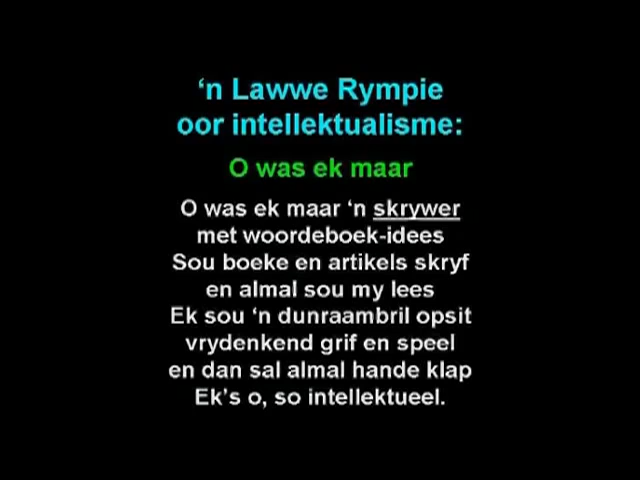 ‘n Lawwe Rympie
oor intellektualisme:
O was ek maar
O was ek maar ‘n skrywer
met woordeboek-idees
Sou boeke en artikels skryf
en almal sou my lees
Ek sou ‘n dunraambril opsit
vrydenkend grif en speel
en dan sal almal hande klap
Ek’s o, so intellektueel.